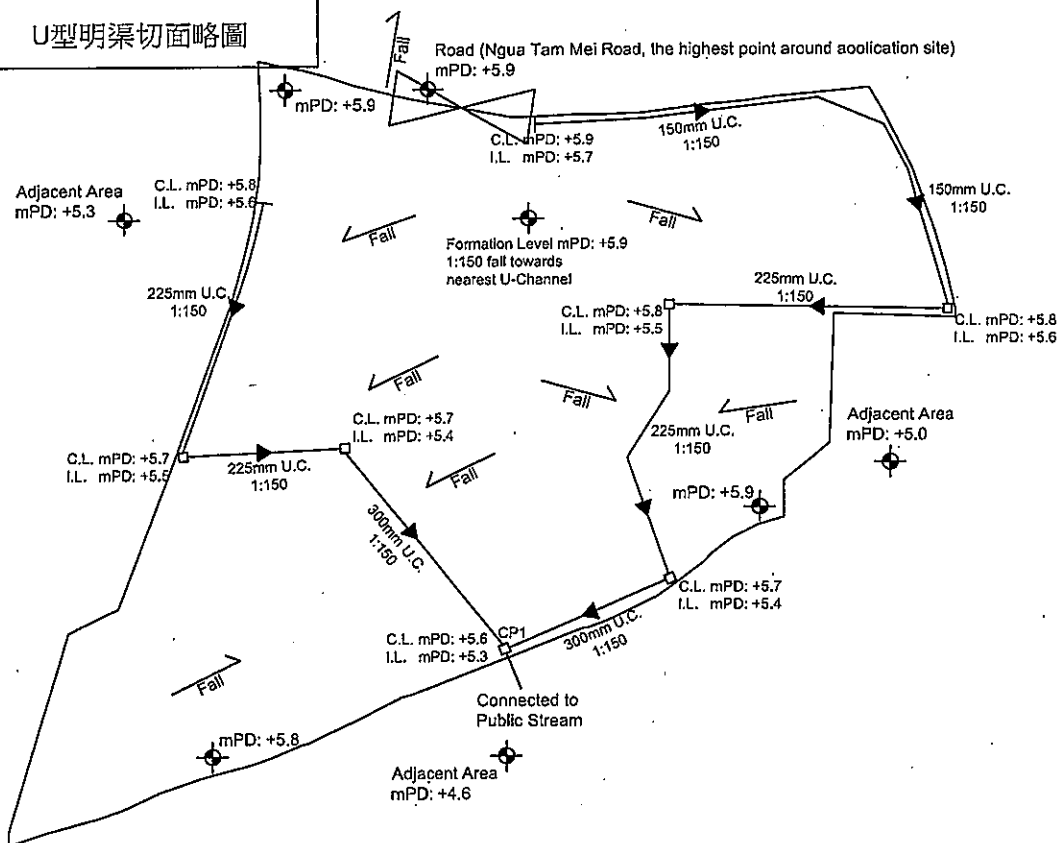 U型明渠切面略圖
Fall
Road (Ngua Tam Mei Road, the highest point around aoolication site)
mPD: +5.9
mPD: +5.9
C.L. mPD: +5.9
I.L. mPD: +5.7
150mm U.C.
1:150
Adjacent Area
mPD: +5.3
C.L. mPD: +5.8
I.L. mPD: +5.6
150mm U.C.
1:150
Fall
Fall
Formation Level mPD: +5.9
1:150 fall towards
nearest U-Channel
225mm U.C.
1:150
225mm U.C.
1:150
C.L. mPD: +5.8
I.L. mPD: +5.5
C.L. mPD: +5.8
I.L. mPD: +5.6
Fall
Fall
Fall
Adjacent Area
mPD: +5.0
C.L. mPD: +5.7
I.L. mPD: +5.4
C.L. mPD: +5.7
I.L. mPD: +5.5
225mm U.C.
1:150
Fall
225mm U.C.
1:150
mPD: +5.9
300mm U.C.
1:150
C.L. mPD: +5.7
I.L. mPD: +5.4
C.L. mPD: +5.6
I.L. mPD: +5.3
CP1
300mm U.C.
1:150
Fall
Connected to
Public Stream
mPD: +5.8
Adjacent Area
mPD: +4.6